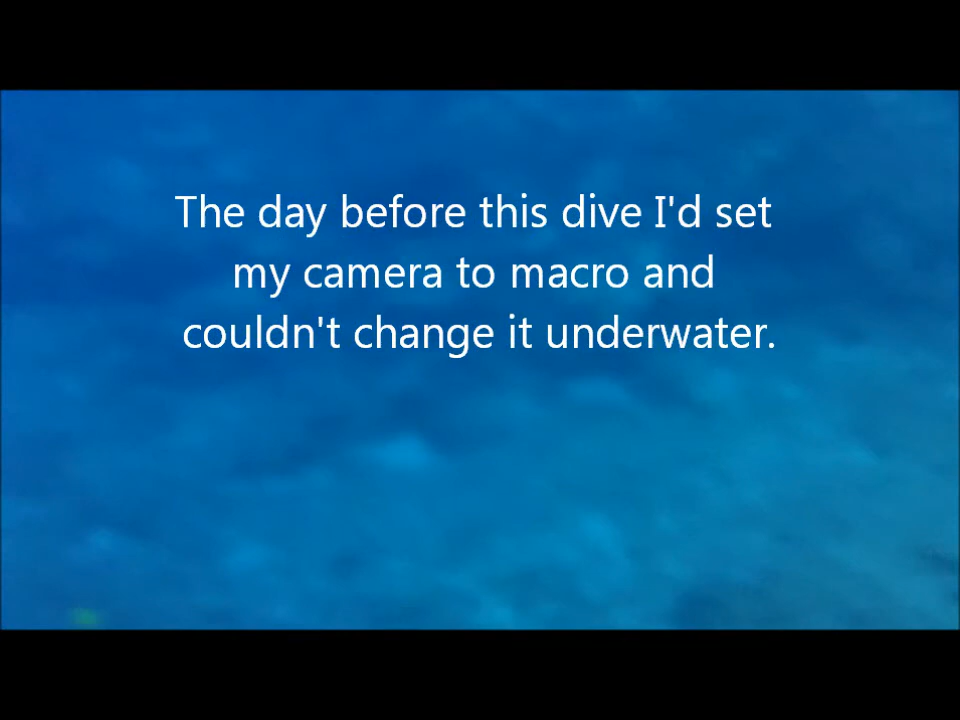 The day before this dive I'd set
my camera to macro and
couldn't change it underwater.